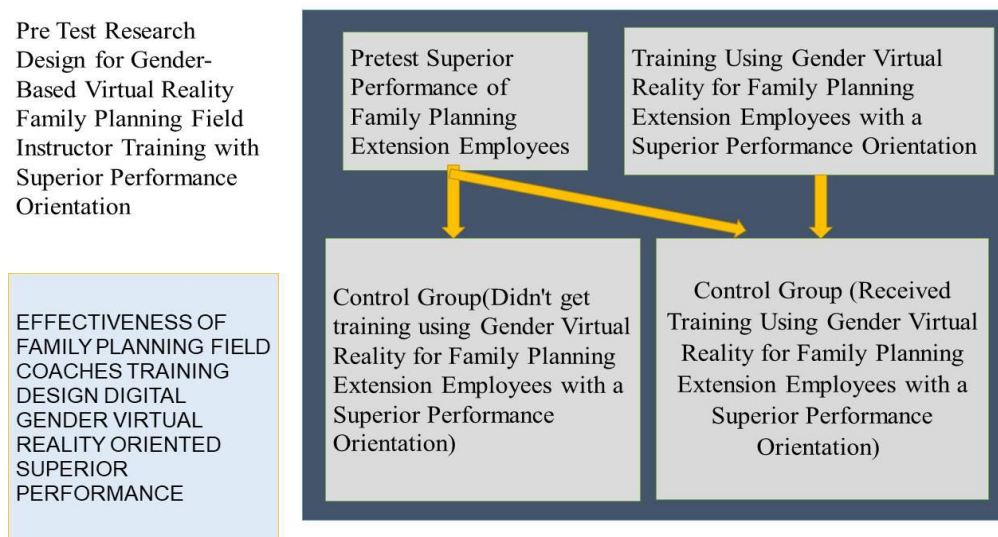 Pre Test Research
Design for Gender-
Based Virtual Reality
Family Planning Field
Instructor Training with
Superior Performance
Orientation
EFFECTIVENESS OF
FAMILY PLANNING FIELD
COACHES TRAINING
DESIGN DIGITAL
GENDER VIRTUAL
REALITY ORIENTED
SUPERIOR
PERFORMANCE
Pretest Superior
Performance of
Family Planning
Extension Employees
Training Using Gender Virtual
Reality for Family Planning
Extension Employees with a
Superior Performance Orientation
Control Group(Didn't get
training using Gender Virtual
Reality for Family Planning
Extension Employees with a
Superior Performance
Orientation)
Control Group (Received
Training Using Gender Virtual
Reality for Family Planning
Extension Employees with a
Superior Performance
Orientation)